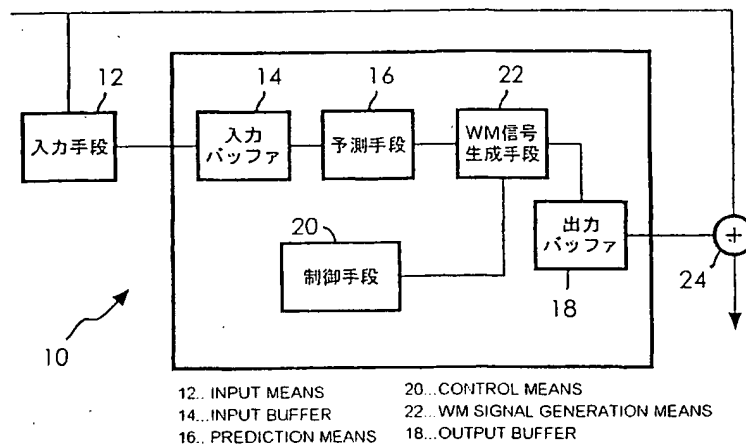 12
14
16
22
入力手段
入力
バッファ
予測手段
WM信号
生成手段
20
制御手段
出力
バッファ
+
24
18
10
12.. INPUT MEANS
14...INPUT BUFFER
16.. PREDICTION MEANS
20...CONTROL MEANS
22...WM SIGNAL GENERATION MEANS
18...OUTPUT BUFFER